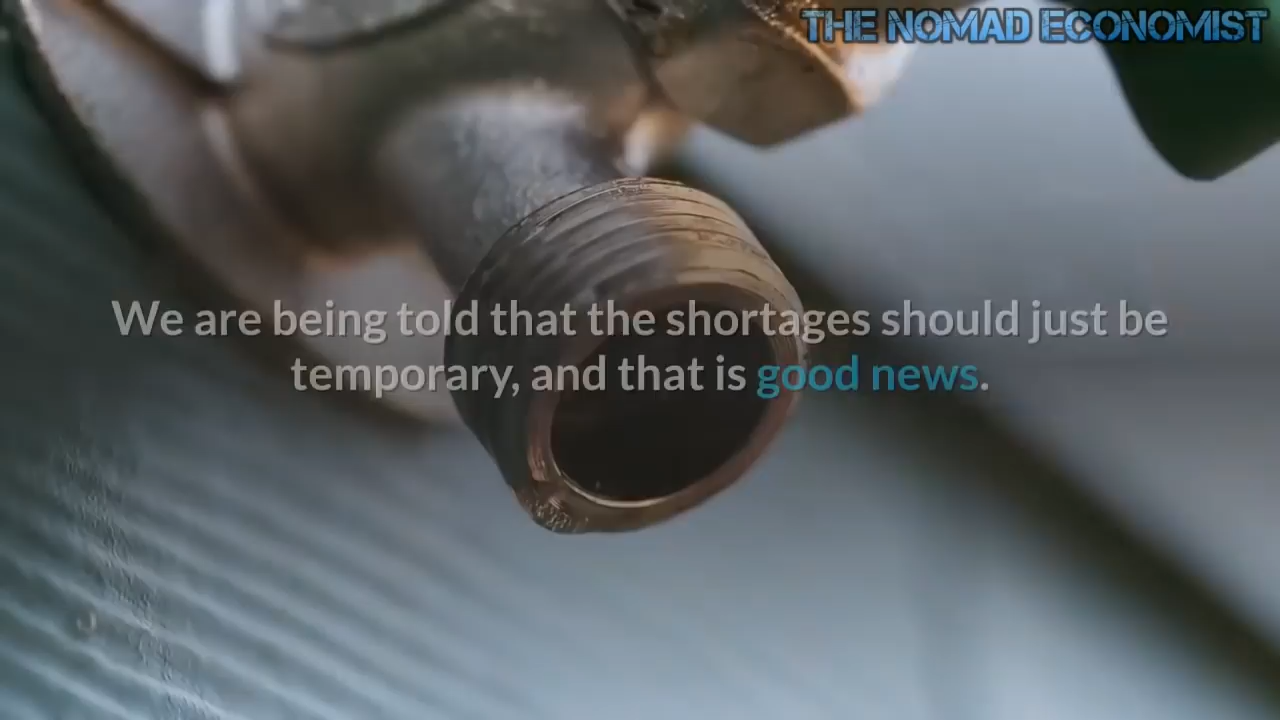 THE NOMAD ECONOMIST
We are being told that the shortages should just be
temporary, and that is good news.